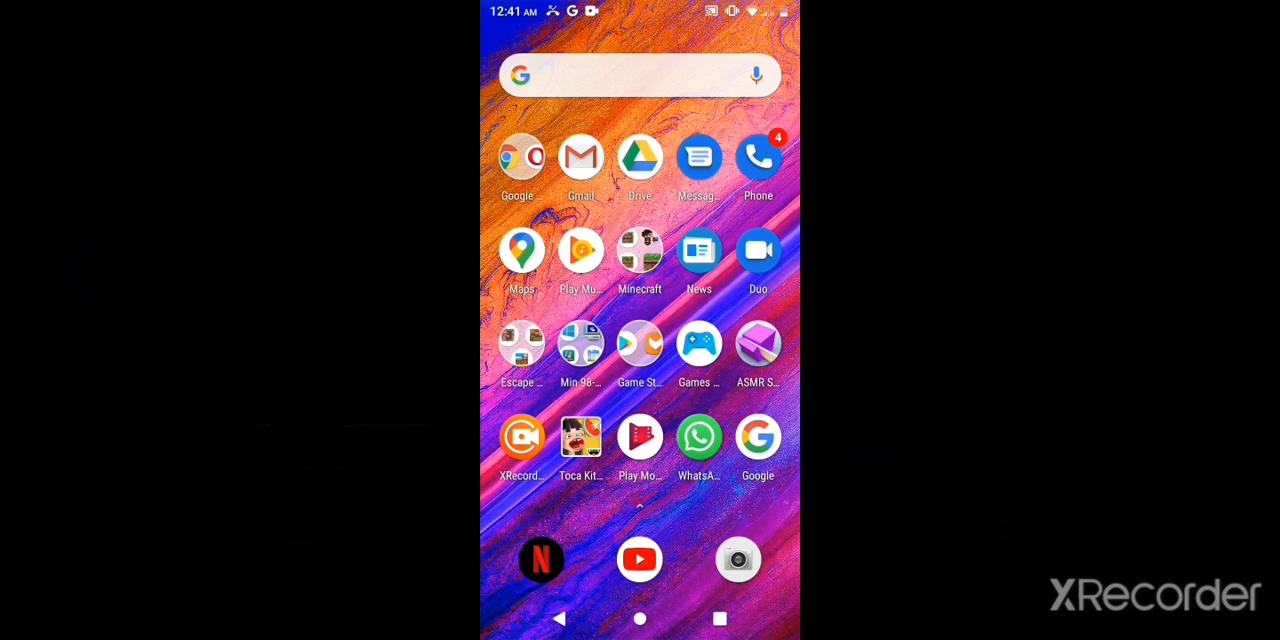 12:41 AM
4
Google ...
Gmail
Drive
Messag...
Phone
Maps
Play Mu...
Minecraft
News
Duo
Escape ...
Min 98-...
Game St...
Games ...
ASMR S...
XRecord...
Toca Kit...
Play Mo...
WhatsA...
Google
XRecorder